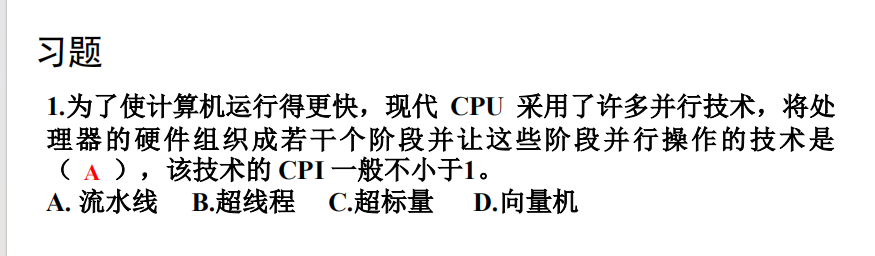 习题
1.为了使计算机运行得更快，现代 CPU 采用了许多并行技术，将处
理器的硬件组织成若干个阶段并让这些阶段并行操作的技术是
（ A ），该技术的 CPI 一般不小于1。
A. 流水线 B.超线程 C.超标量 D.向量机